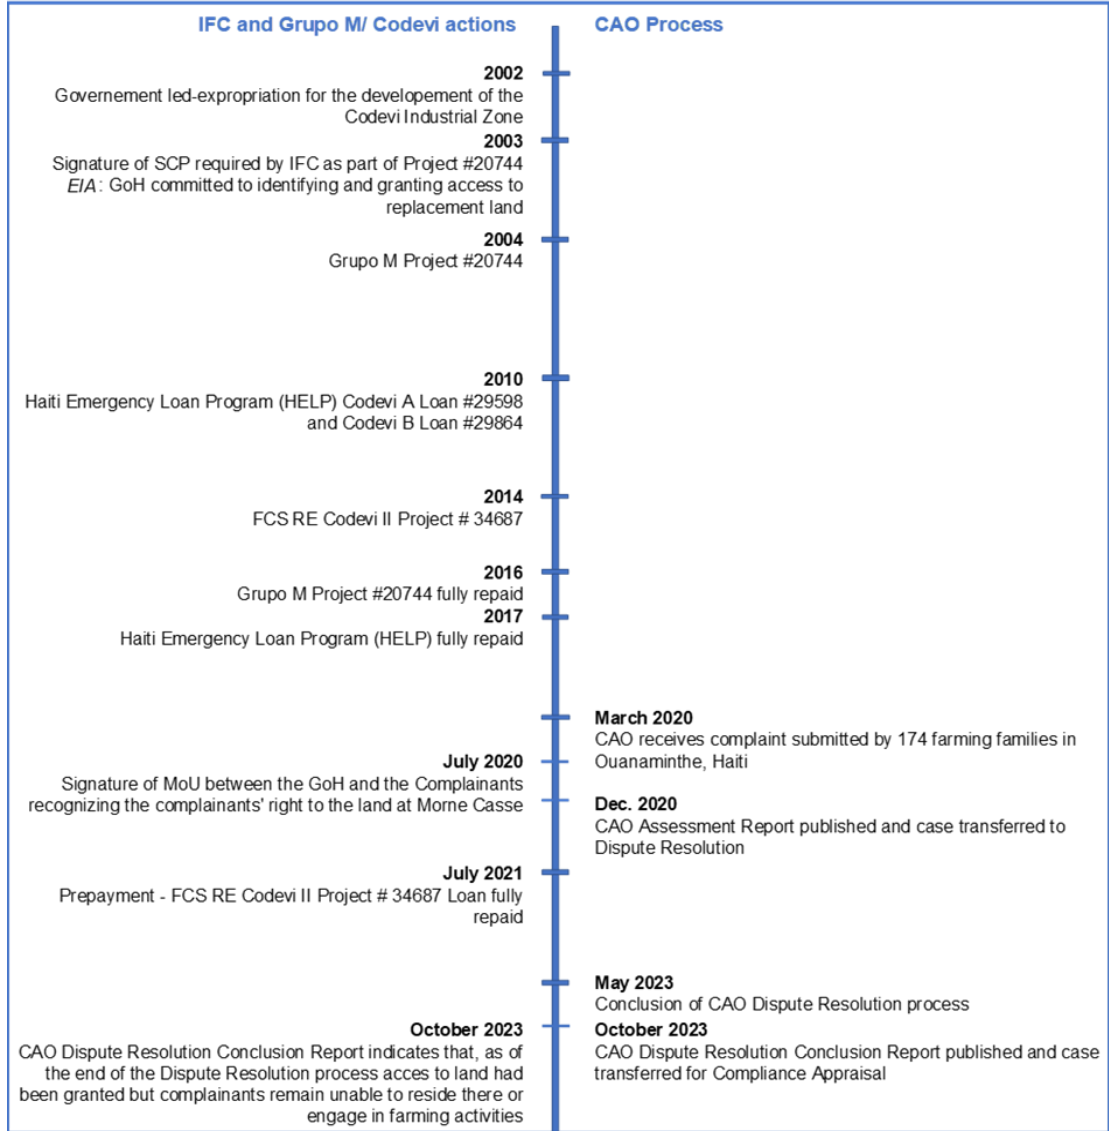 IFC and Grupo M/ Codevi actions
CAO Process
2002
Governement led-expropriation for the developement of the
Codevi Industrial Zone
2003
Signature of SCP required by IFC as part of Project #20744
EIA: GoH committed to identifying and granting access to
replacement land
2004
Grupo M Project #20744
2010
Haiti Emergency Loan Program (HELP) Codevi A Loan #29598
and Codevi B Loan #29864
2014
FCS RE Codevi II Project # 34687
2016
Grupo M Project #20744 fully repaid
2017
Haiti Emergency Loan Program (HELP) fully repaid
March 2020
CAO receives complaint submitted by 174 farming families in
Ouanaminthe, Haiti
July 2020
Signature of MoU between the GoH and the Complainants
recognizing the complainants' right to the land at Morne Casse
Dec. 2020
CAO Assessment Report published and case transferred to
Dispute Resolution
July 2021
Prepayment - FCS RE Codevi II Project # 34687 Loan fully
repaid
May 2023
Conclusion of CAO Dispute Resolution process
October 2023
CAO Dispute Resolution Conclusion Report indicates that, as of
the end of the Dispute Resolution process acces to land had
been granted but complainants remain unable to reside there or
engage in farming activities
October 2023
CAO Dispute Resolution Conclusion Report published and case
transferred for Compliance Appraisal